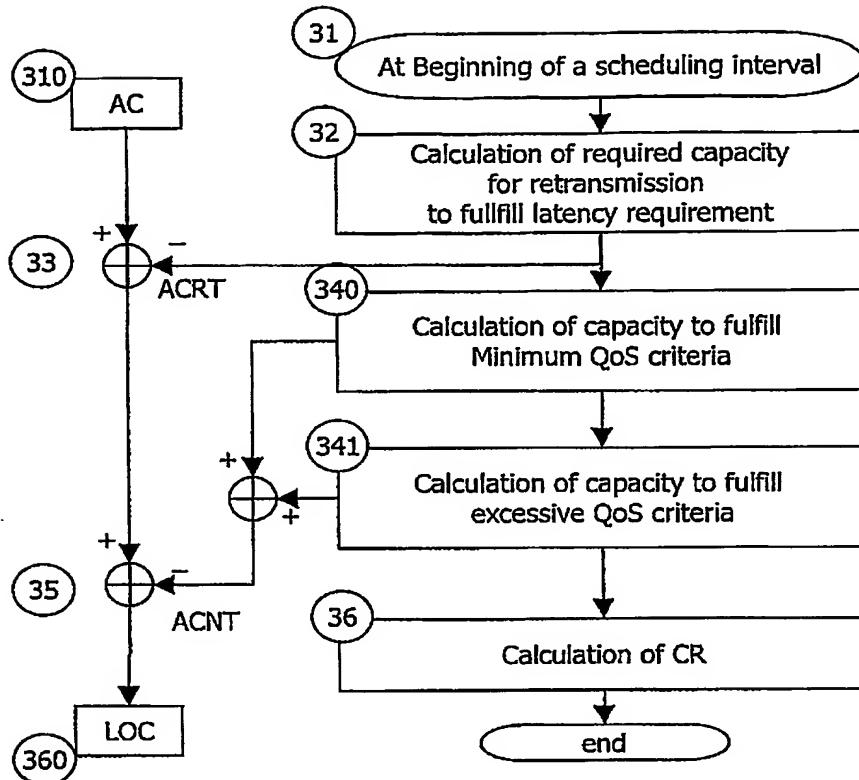 31
At Beginning of a scheduling interval
310
AC
32
Calculation of required capacity
for retransmission
to fullfill latency requirement
+
−
33
ACRT
340
Calculation of capacity to fulfill
Minimum QoS criteria
341
+
Calculation of capacity to fulfill
excessive QoS criteria
+
+
−
35
ACNT
36
Calculation of CR
LOC
360
end